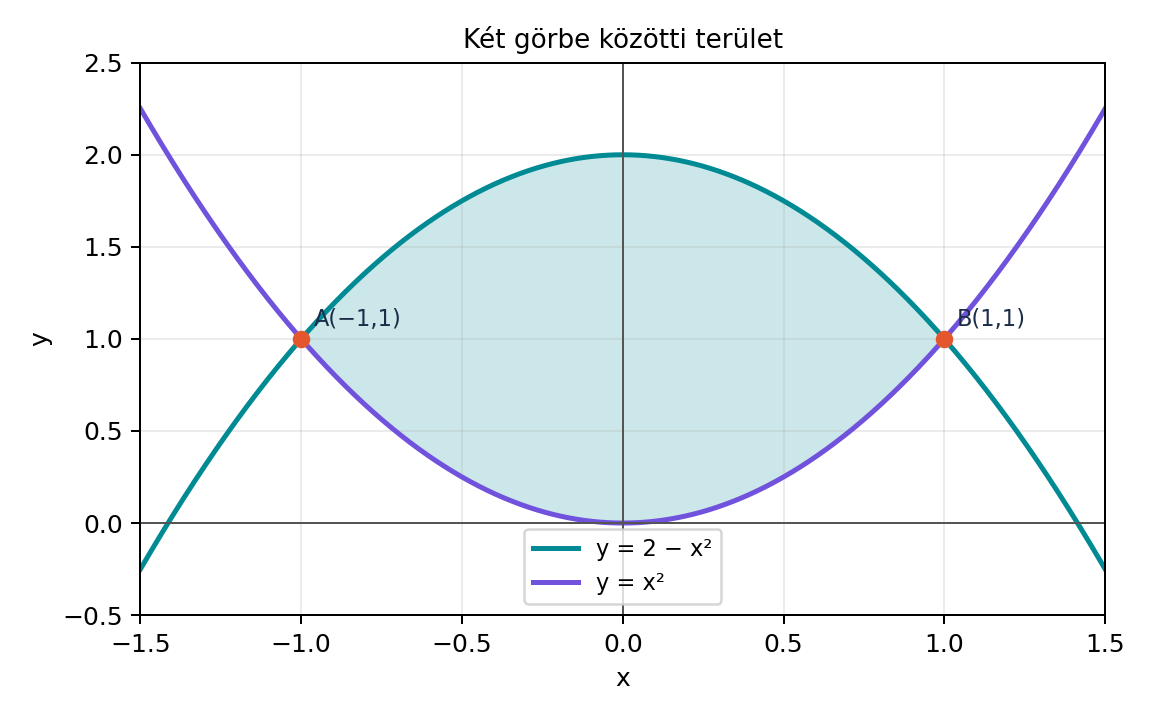 Két görbe közötti terület
y
2.5
2.0
1.5
1.0
0.5
0.0
−0.5
A(−1,1)
B(1,1)
y = 2 − x²
y = x²
−1.5 −1.0 −0.5 0.0 0.5 1.0 1.5
x